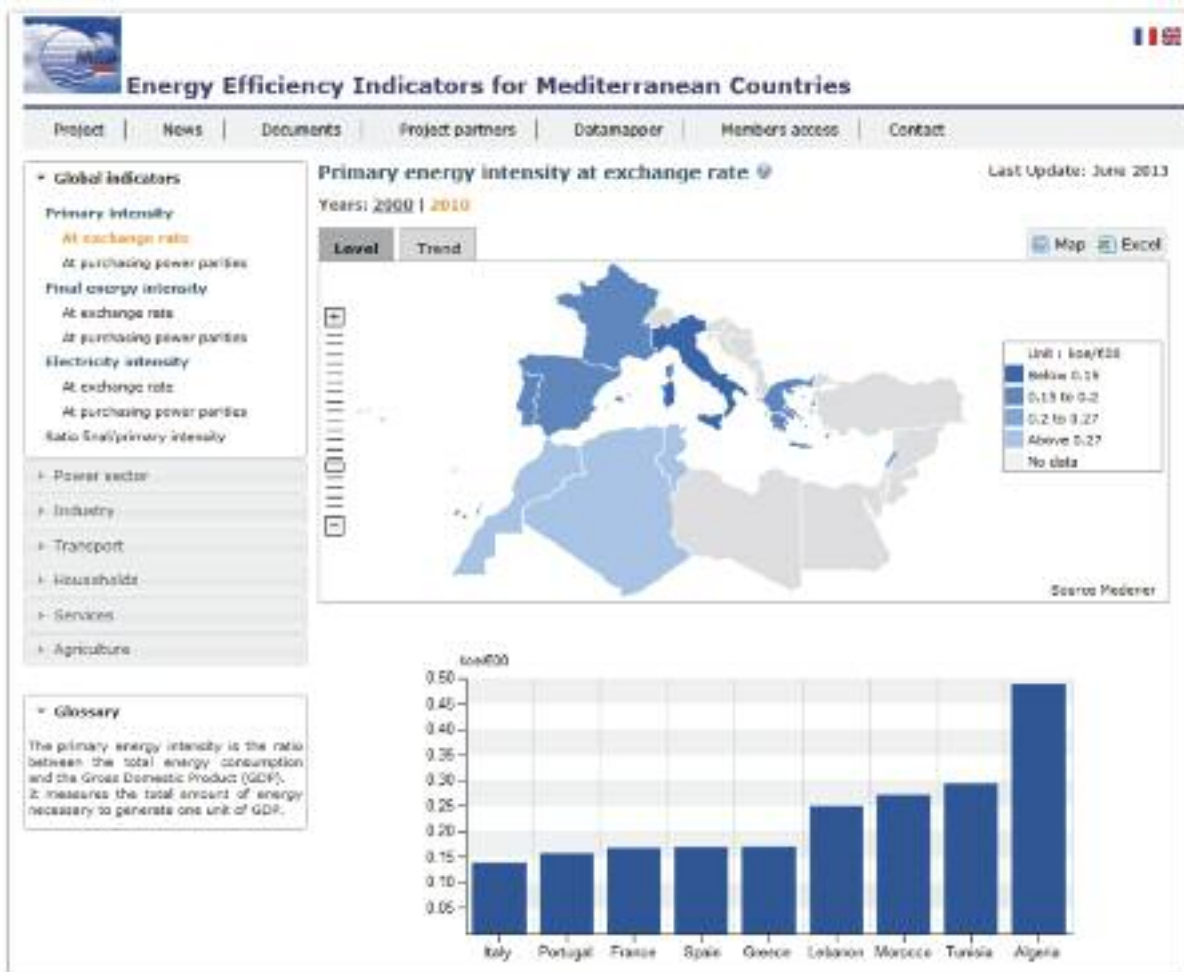 Energy Efficiency Indicators for Mediterranean Countries
Project | News | Documents | Project partners | Datamapper | Members access | Contact
Global indicators
Primary intensity
At exchange rate
At purchasing power parities
Final energy intensity
At exchange rate
At purchasing power parities
Electricity intensity
At exchange rate
At purchasing power parities
Ratio final/primary intensity
Power sector
Industry
Transport
Households
Services
Agriculture
Glossary
The primary energy intensity is the ratio
between the total energy consumption
and the Gross Domestic Product (GDP).
It measures the total amount of energy
necessary to generate one unit of GDP.
Primary energy intensity at exchange rate
Last Update: June 2013
Years: 2000 | 2010
Level Trend
Map Excel
Unit : koe/€00
Below 0.15
0.15 to 0.2
0.2 to 0.27
Above 0.27
No data
Source Medener
koe/€00
0.50
0.45
0.40
0.35
0.30
0.25
0.20
0.15
0.10
0.05
Italy Portugal France Spain Greece Lebanon Morocco Tunisia Algeria